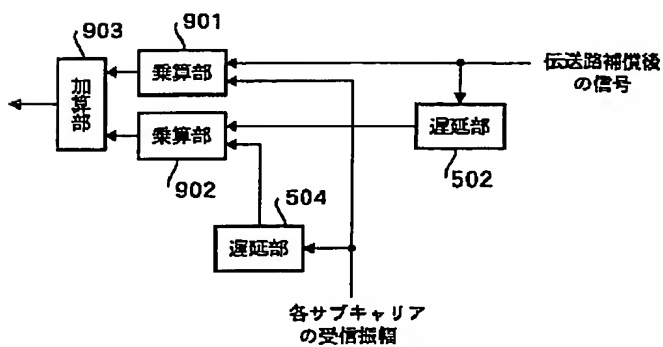 903
901
加算部
乗算部
伝送路補償後
の信号
乗算部
遅延部
902
502
504
遅延部
各サブキャリア
の受信振幅